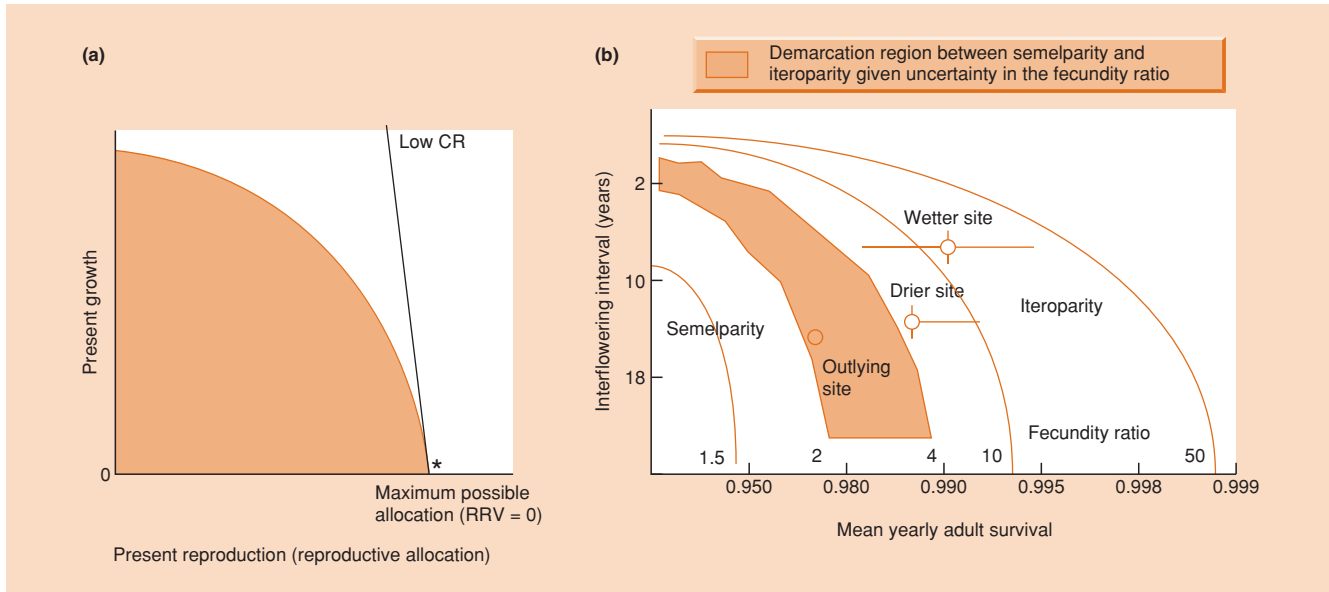 (a)
Low CR
Present growth
0
*
Maximum possible
allocation (RRV = 0)
Present reproduction (reproductive allocation)
(b)
Demarcation region between semelparity and
iteroparity given uncertainty in the fecundity ratio
Interflowering interval (years)
2
10
18
Wetter site
Drier site
Iteroparity
Semelparity
Outlying
site
Fecundity ratio
1.5
2
4
10
50
0.950
0.980
0.990
0.995
0.998
0.999
Mean yearly adult survival